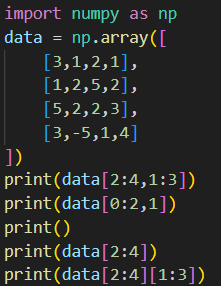 import numpy as np
data = np.array([
    [3,1,2,1],
    [1,2,5,2],
    [5,2,2,3],
    [3,-5,1,4]
])
print(data[2:4,1:3])
print(data[0:2,1])
print()
print(data[2:4])
print(data[2:4][1:3])